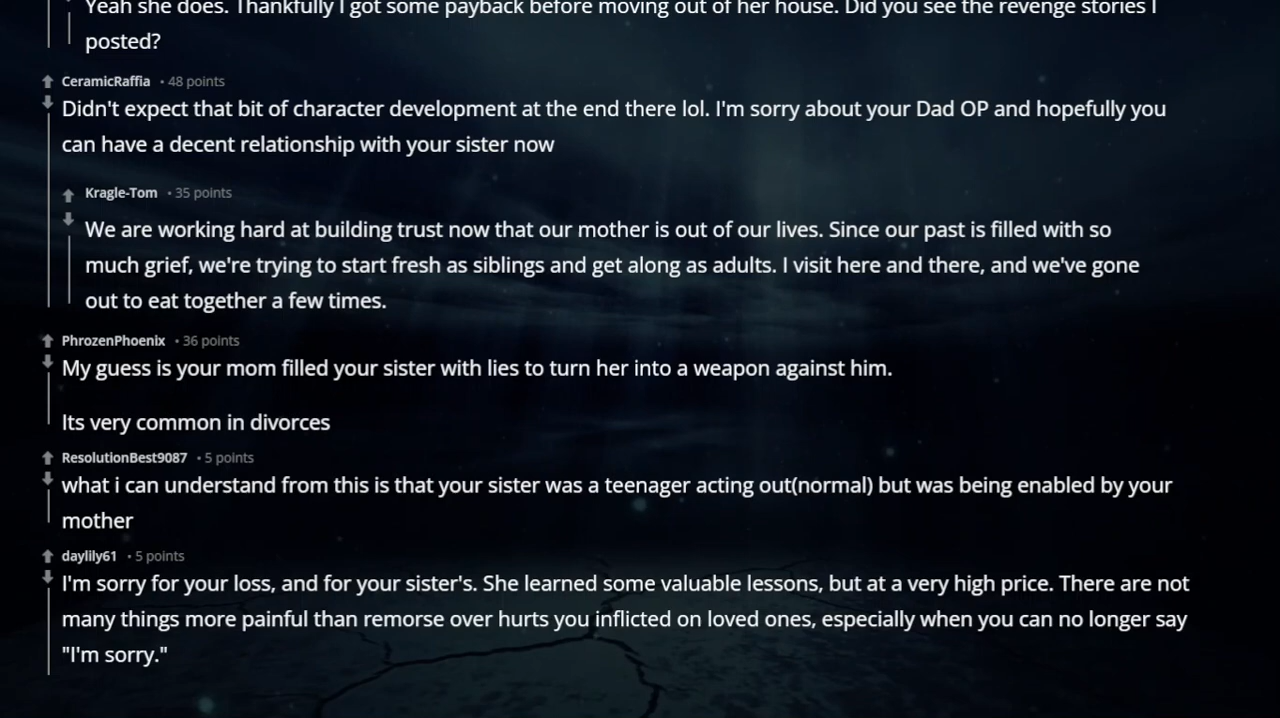 Yeah she does. Thankfully I got some payback before moving out of her house. Did you see the revenge stories I
posted?
CeramicRaffia • 48 points
Didn't expect that bit of character development at the end there lol. I'm sorry about your Dad OP and hopefully you
can have a decent relationship with your sister now
Kragle-Tom • 35 points
We are working hard at building trust now that our mother is out of our lives. Since our past is filled with so
much grief, we're trying to start fresh as siblings and get along as adults. I visit here and there, and we've gone
out to eat together a few times.
PhrozenPhoenix • 36 points
My guess is your mom filled your sister with lies to turn her into a weapon against him.
Its very common in divorces
ResolutionBest9087 • 5 points
what i can understand from this is that your sister was a teenager acting out(normal) but was being enabled by your
mother
daylily61 • 5 points
I'm sorry for your loss, and for your sister's. She learned some valuable lessons, but at a very high price. There are not
many things more painful than remorse over hurts you inflicted on loved ones, especially when you can no longer say
"I'm sorry."